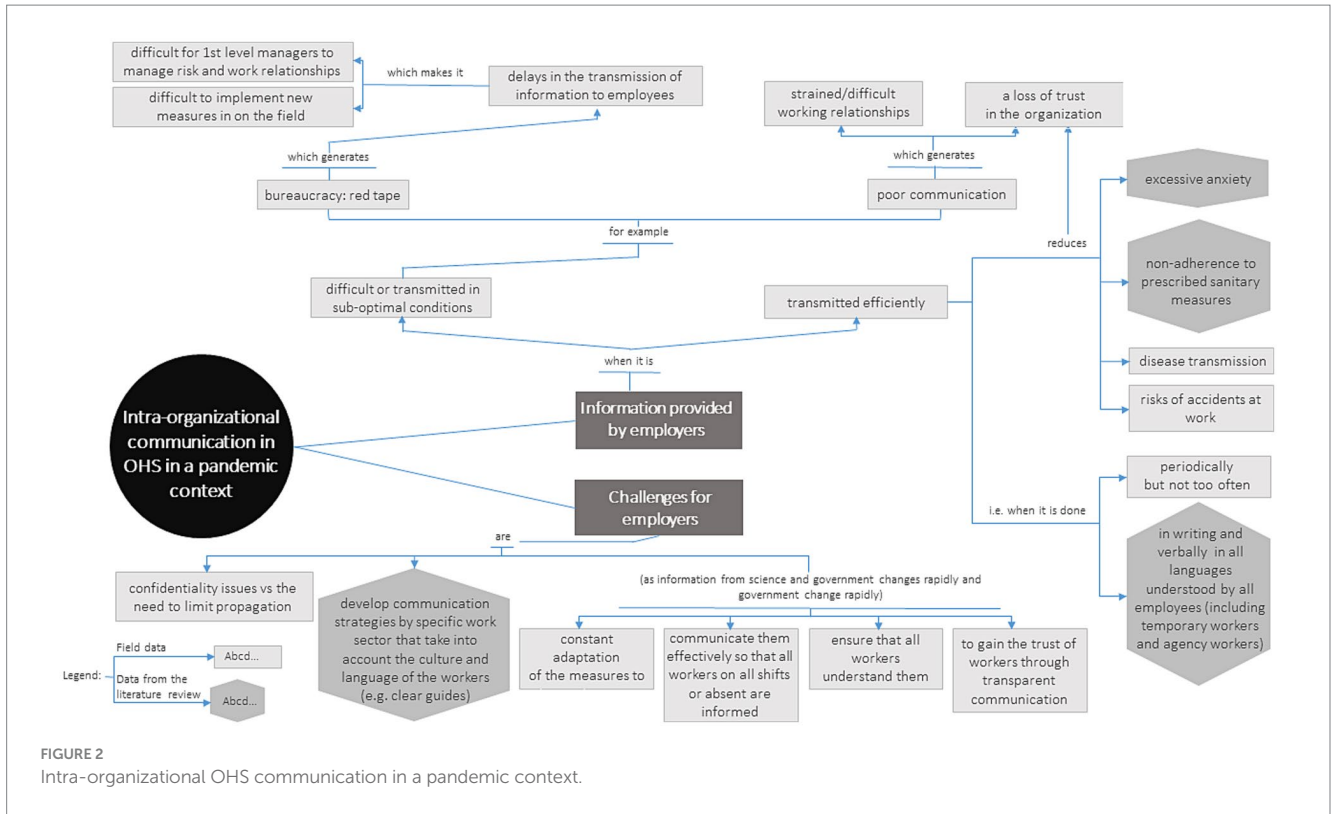 difficult for 1st level managers to
manage risk and work relationships
difficult to implement new
measures in on the field
which makes it
delays in the transmission of
information to employees
strained/difficult
working relationships
a loss of trust
in the organization
which generates
bureaucracy: red tape
which generates
poor communication
for example
difficult or transmitted in
sub-optimal conditions
transmitted efficiently
when it is
reduces
excessive anxiety
non-adherence to
prescribed sanitary
measures
disease transmission
risks of accidents at
work
i.e. when it is done
periodically
but not too often
in writing and
verbally in all
languages
understood by all
employees (including
temporary workers
and agency workers)
Intra-organizational
communication in
OHS in a pandemic
context
Information provided
by employers
Challenges for
employers
are
confidentiality issues vs the
need to limit propagation
develop communication
strategies by specific work
sector that take into
account the culture and
language of the workers
(e.g. clear guides)
(as information from science and government changes rapidly and
government change rapidly)
constant
adaptation
of the measures to
communicate them
effectively so that all
workers on all shifts
or absent are
informed
ensure that all
workers
understand them
to gain the trust of
workers through
transparent
communication
Legend:
Field data
Abcd...
Data from the
literature review
Abcd...
FIGURE 2
Intra-organizational OHS communication in a pandemic context.